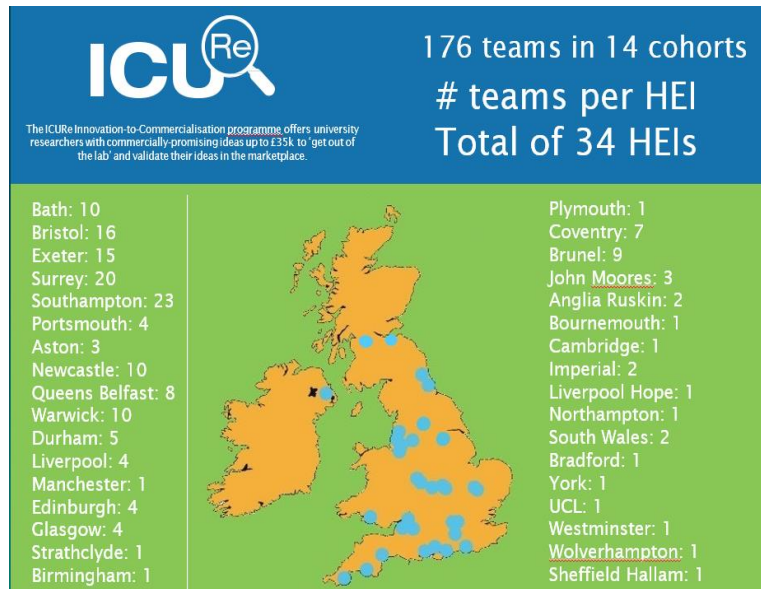 ICURe
The ICURe Innovation-to-Commercialisation programme offers university
researchers with commercially-promising ideas up to £35k to 'get out of
the lab' and validate their ideas in the marketplace.
176 teams in 14 cohorts
# teams per HEI
Total of 34 HEIs
Bath: 10
Bristol: 16
Exeter: 15
Surrey: 20
Southampton: 23
Portsmouth: 4
Aston: 3
Newcastle: 10
Queens Belfast: 8
Warwick: 10
Durham: 5
Liverpool: 4
Manchester: 1
Edinburgh: 4
Glasgow: 4
Strathclyde: 1
Birmingham: 1
Plymouth: 1
Coventry: 7
Brunel: 9
John Moores: 3
Anglia Ruskin: 2
Bournemouth: 1
Cambridge: 1
Imperial: 2
Liverpool Hope: 1
Northampton: 1
South Wales: 2
Bradford: 1
York: 1
UCL: 1
Westminster: 1
Wolverhampton: 1
Sheffield Hallam: 1